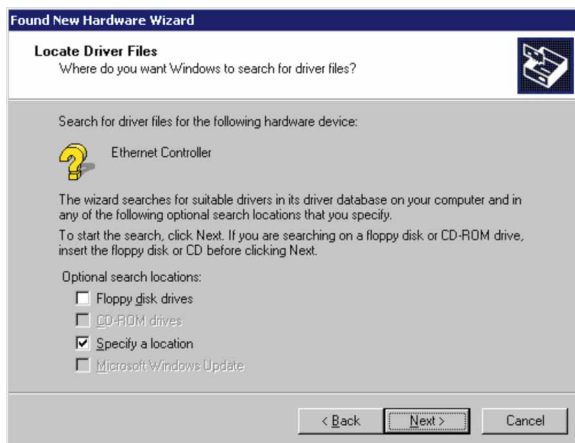 Found New Hardware Wizard
Locate Driver Files
Where do you want Windows to search for driver files?
Search for driver files for the following hardware device:
Ethernet Controller
The wizard searches for suitable drivers in its driver database on your computer and in
any of the following optional search locations that you specify.
To start the search, click Next. If you are searching on a floppy disk or CD-ROM drive,
insert the floppy disk or CD before clicking Next.
Optional search locations:
Floppy disk drives
CD-ROM drives
Specify a location
Microsoft Windows Update
< Back Next > Cancel